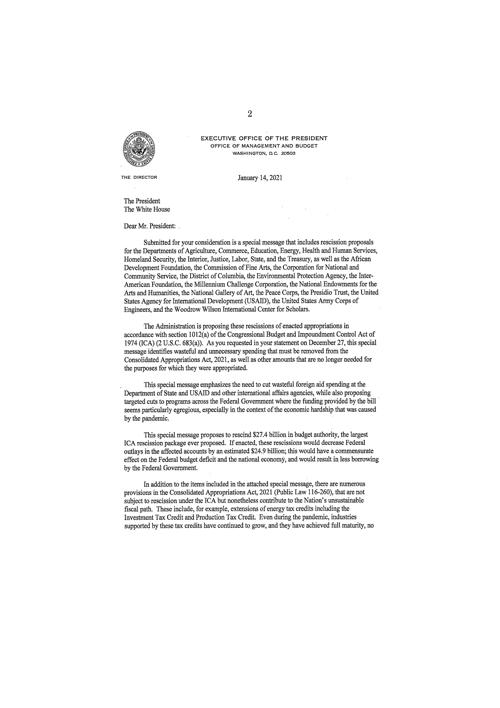 2
EXECUTIVE OFFICE OF THE PRESIDENT
OFFICE OF MANAGEMENT AND BUDGET
WASHINGTON, D.C. 20503
THE DIRECTOR
January 14, 2021
The President
The White House
Dear Mr. President:
Submitted for your consideration is a special message that includes rescission proposals
for the Departments of Agriculture, Commerce, Education, Energy, Health and Human Services,
Homeland Security, the Interior, Justice, Labor, State, and the Treasury, as well as the African
Development Foundation, the Commission of Fine Arts, the Corporation for National and
Community Service, the District of Columbia, the Environmental Protection Agency, the Inter-
American Foundation, the Millennium Challenge Corporation, the National Endowments for the
Arts and Humanities, the National Gallery of Art, the Peace Corps, the Presidio Trust, the United
States Agency for International Development (USAID), the United States Army Corps of
Engineers, and the Woodrow Wilson International Center for Scholars.
The Administration is proposing these rescissions of enacted appropriations in
accordance with section 1012(a) of the Congressional Budget and Impoundment Control Act of
1974 (ICA) (2 U.S.C. 683(a)). As you requested in your statement on December 27, this special
message identifies wasteful and unnecessary spending that must be removed from the
Consolidated Appropriations Act, 2021, as well as other amounts that are no longer needed for
the purposes for which they were appropriated.
This special message emphasizes the need to cut wasteful foreign aid spending at the
Department of State and USAID and other international affairs agencies, while also proposing
targeted cuts to programs across the Federal Government where the funding provided by the bill
seems particularly egregious, especially in the context of the economic hardship that was caused
by the pandemic.
This special message proposes to rescind $27.4 billion in budget authority, the largest
ICA rescission package ever proposed. If enacted, these rescissions would decrease Federal
outlays in the affected accounts by an estimated $24.9 billion; this would have a commensurate
effect on the Federal budget deficit and the national economy, and would result in less borrowing
by the Federal Government.
In addition to the items included in the attached special message, there are numerous
provisions in the Consolidated Appropriations Act, 2021 (Public Law 116-260), that are not
subject to rescission under the ICA but nonetheless contribute to the Nation's unsustainable
fiscal path. These include, for example, extensions of energy tax credits including the
Investment Tax Credit and Production Tax Credit. Even during the pandemic, industries
supported by these tax credits have continued to grow, and they have achieved full maturity, no